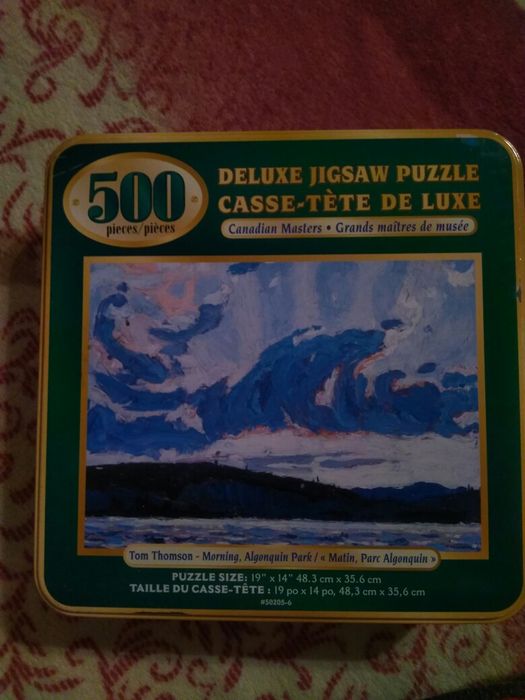 500
pieces/pièces
DELUXE JIGSAW PUZZLE
CASSE-TÊTE DE LUXE
Canadian Masters • Grands maîtres de musée
Tom Thomson - Morning, Algonquin Park / « Matin, Parc Algonquin »
PUZZLE SIZE: 19" x 14" 48.3 cm x 35.6 cm
TAILLE DU CASSE-TÊTE : 19 po x 14 po, 48,3 cm x 35,6 cm
#50205-6